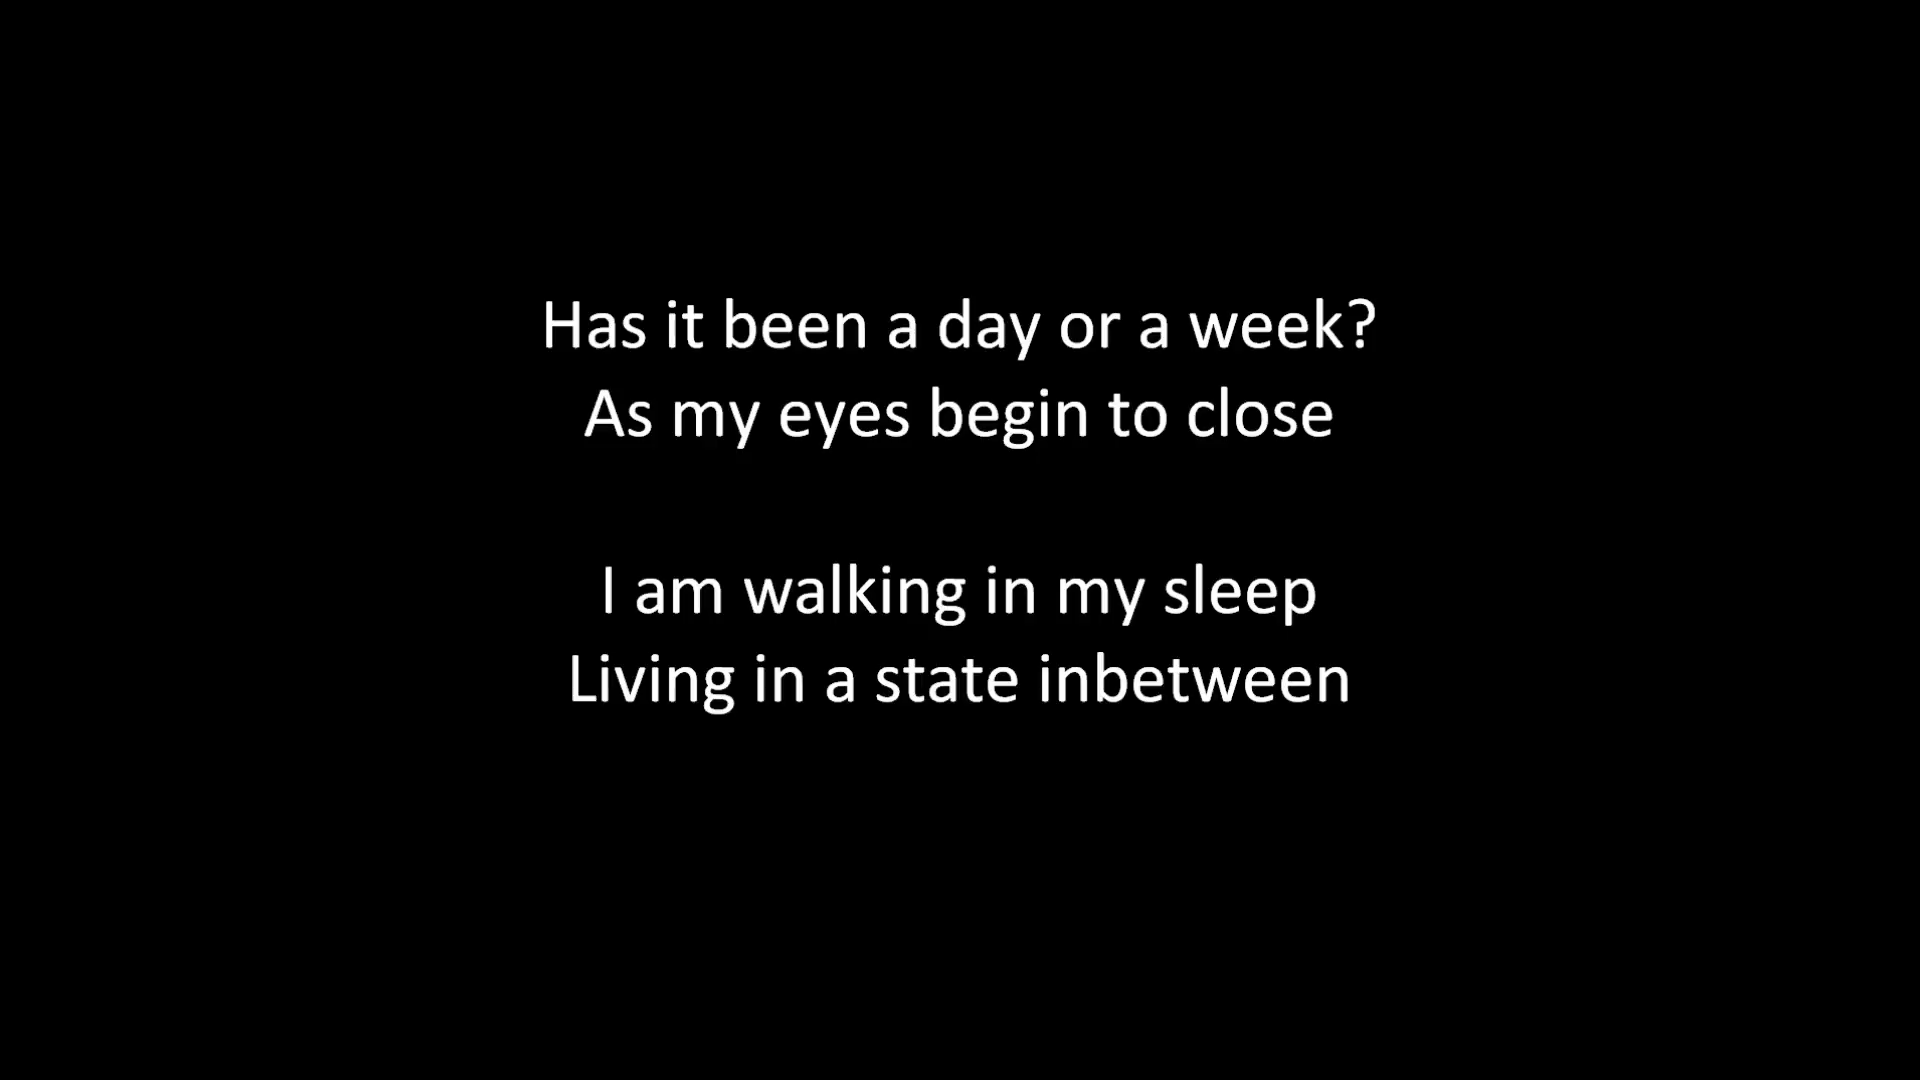 Has it been a day or a week?
As my eyes begin to close
I am walking in my sleep
Living in a state inbetween